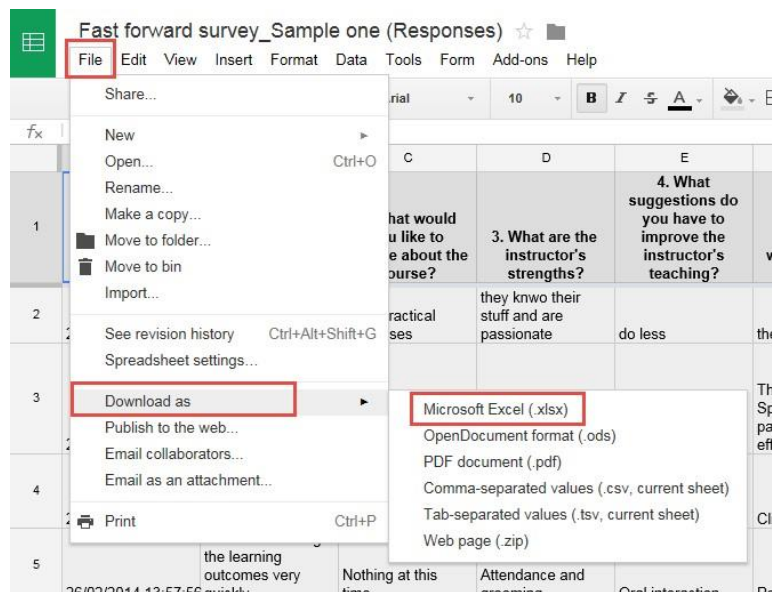 Fast forward survey_Sample one (Responses)
File Edit View Insert Format Data Tools Form Add-ons Help
Share...
10 B I S A
fx
New
Open... Ctrl+O
Rename...
Make a copy...
Move to folder...
Move to bin
Import...
See revision history Ctrl+Alt+Shift+G
Spreadsheet settings...
Download as
Publish to the web...
Email collaborators...
Email as an attachment...
Print Ctrl+P
Microsoft Excel (.xlsx)
OpenDocument format (.ods)
PDF document (.pdf)
Comma-separated values (.csv, current sheet)
Tab-separated values (.tsv, current sheet)
Web page (.zip)
C D E
1
hat would
u like to
e about the
ourse?
3. What are the
instructor's
strengths?
4. What
suggestions do
you have to
improve the
instructor's
teaching?
2
ractical
ses
they knwo their
stuff and are
passionate
do less
3
4
5
the learning
outcomes very
Nothing at this
Attendance and